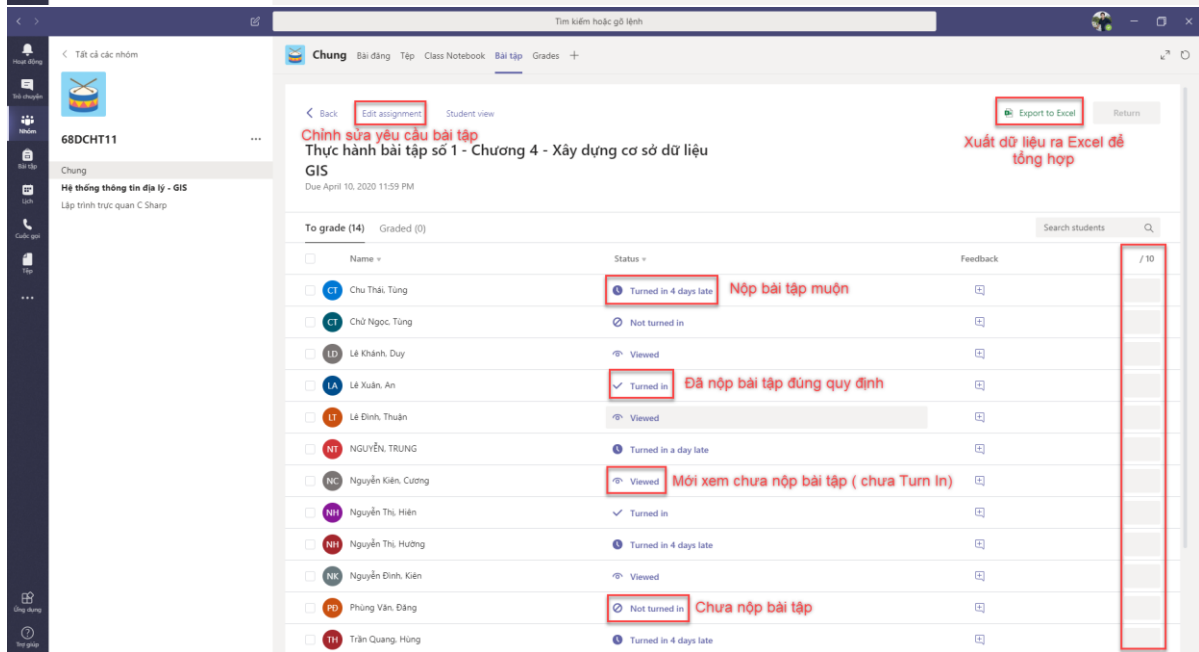 Tìm kiếm hoặc gõ lệnh
Hoạt động
Trò chuyện
Nhóm
Bài tập
Lịch
Cuộc gọi
Tệp
Ứng dụng
Trợ giúp
Tất cả các nhóm
68DCHT11
Chung
Hệ thống thông tin địa lý - GIS
Lập trình trực quan C Sharp
Chung Bài đăng Tệp Class Notebook Bài tập Grades
Back Edit assignment Student view Export to Excel Return
Chỉnh sửa yêu cầu bài tập
Xuất dữ liệu ra Excel để
tổng hợp
Thực hành bài tập số 1 - Chương 4 - Xây dựng cơ sở dữ liệu
GIS
Due April 10, 2020 11:59 PM
To grade (14) Graded (0) Search students
Name Status Feedback / 10
CT Chu Thái, Tùng Turned in 4 days late Nộp bài tập muộn
CT Chử Ngọc, Tùng Not turned in
LD Lê Khánh, Duy Viewed
LA Lê Xuân, An Turned in Đã nộp bài tập đúng quy định
LT Lê Đình, Thuận Viewed
NT NGUYỄN, TRUNG Turned in a day late
NC Nguyễn Kiên, Cương Viewed Mới xem chưa nộp bài tập ( chưa Turn In)
NH Nguyễn Thị, Hiên Turned in
NH Nguyễn Thị, Hường Turned in 4 days late
NK Nguyễn Đình, Kiên Viewed
PĐ Phùng Văn, Đăng Not turned in Chưa nộp bài tập
TH Trần Quang, Hùng Turned in 4 days late